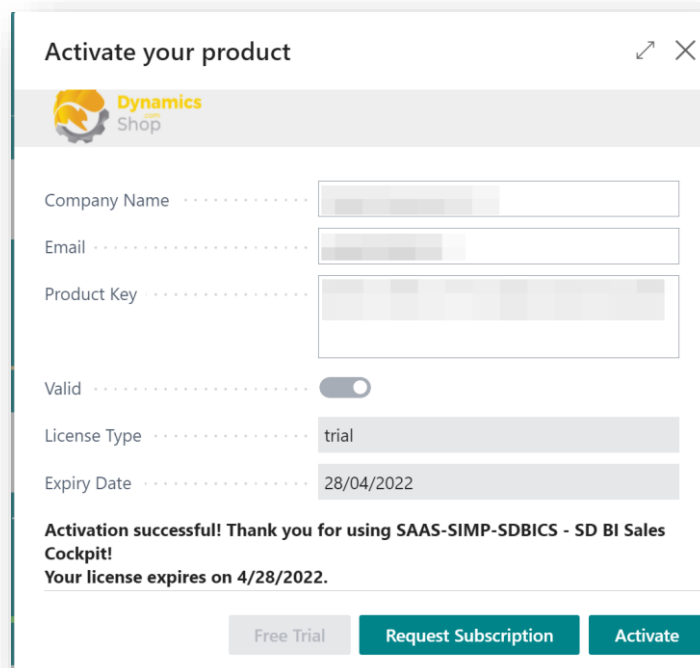 Activate your product
Dynamics
.com
Shop
Company Name
Email
Product Key
Valid
License Type trial
Expiry Date 28/04/2022
Activation successful! Thank you for using SAAS-SIMP-SDBICS - SD BI Sales
Cockpit!
Your license expires on 4/28/2022.
Free Trial Request Subscription Activate